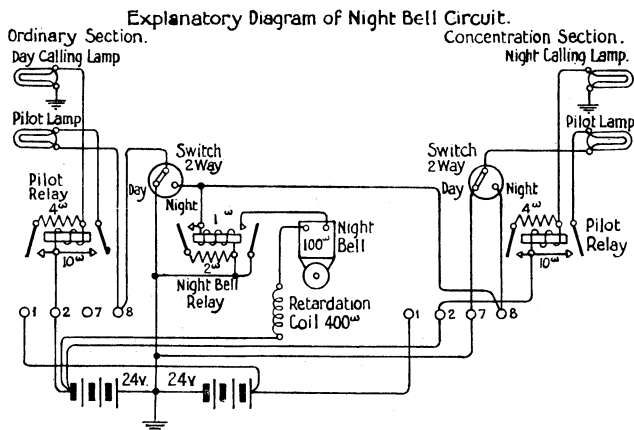 Explanatory Diagram of Night Bell Circuit.
Ordinary Section.
Concentration Section.
Day Calling Lamp
Night Calling Lamp.
Pilot Lamp
Pilot Lamp
Switch
2 Way
Switch
2 Way
Day
Night
Day
Night
Pilot
Relay
4ω
10ω
1 ω
2ω
Night Bell
Relay
100ω
Night
Bell
4ω
10ω
Pilot
Relay
Retardation
Coil 400ω
1 2 7 8
1 2 7 8
24v. 24v